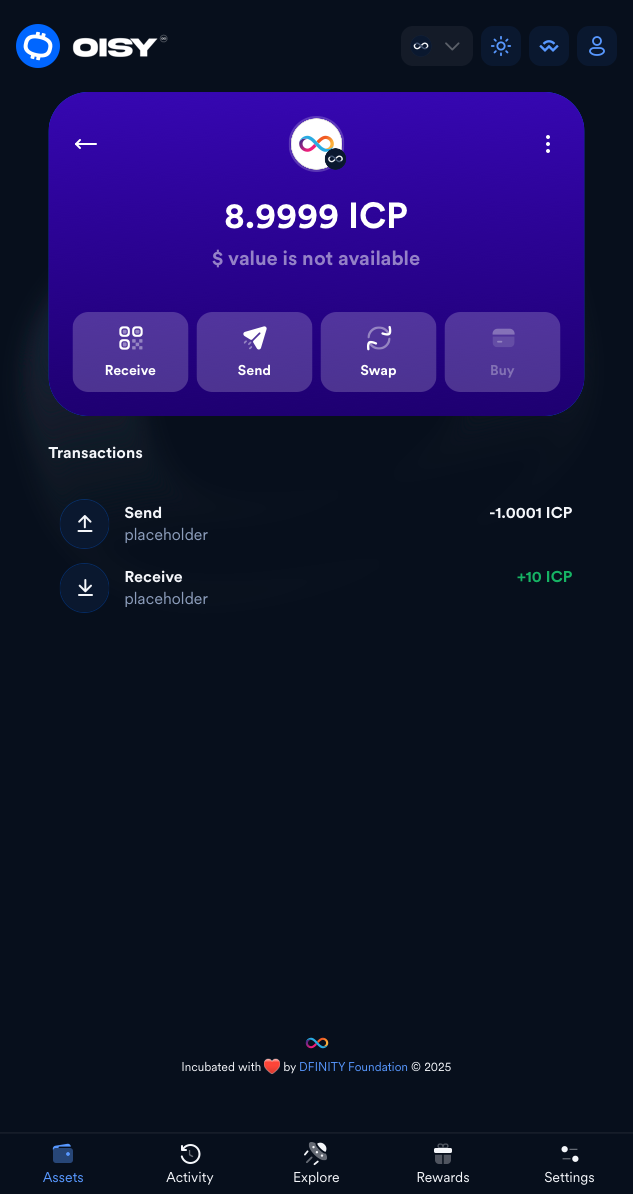 OISY
8.9999 ICP
$ value is not available
Receive
Send
Swap
Buy
Transactions
Send
-1.0001 ICP
placeholder
Receive
+10 ICP
placeholder
Incubated with ❤️ by DFINITY Foundation © 2025
Assets
Activity
Explore
Rewards
Settings